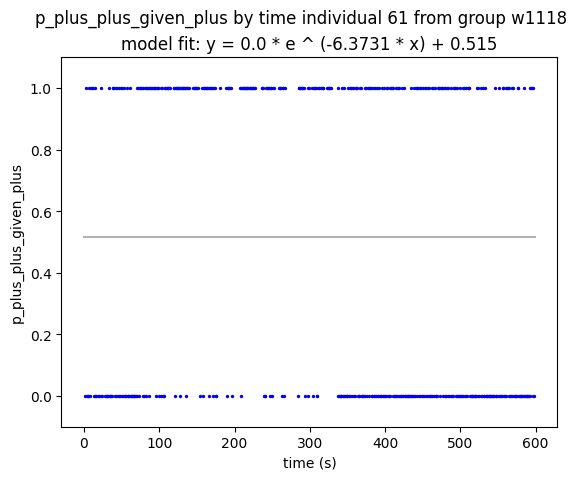 p_plus_plus_given_plus by time individual 61 from group w1118
model fit: y = 0.0 * e ^ (-6.3731 * x) + 0.515
1.0
0.8
0.6
0.4
0.2
0.0
p_plus_plus_given_plus
0 100 200 300 400 500 600
time (s)